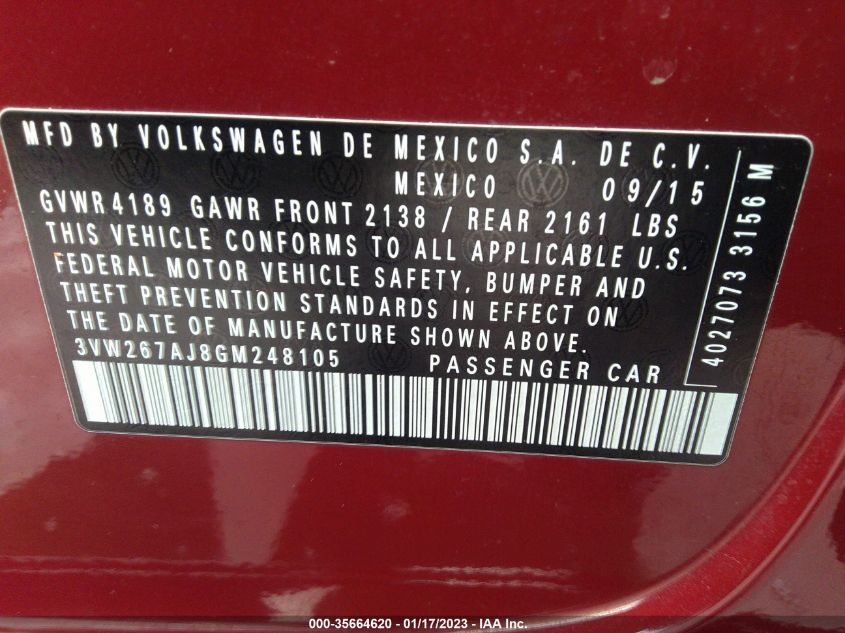 MFD BY VOLKSWAGEN DE MEXICO S.A. DE C.V.
MEXICO 09/15
GVWR 4189 GAWR FRONT 2138 / REAR 2161 LBS
THIS VEHICLE CONFORMS TO ALL APPLICABLE U.S.
FEDERAL MOTOR VEHICLE SAFETY, BUMPER AND
THEFT PREVENTION STANDARDS IN EFFECT ON
THE DATE OF MANUFACTURE SHOWN ABOVE.
3VW267AJ8GM248105 PASSENGER CAR
4027073 3156 M
000-35664620 - 01/17/2023 - IAA Inc.